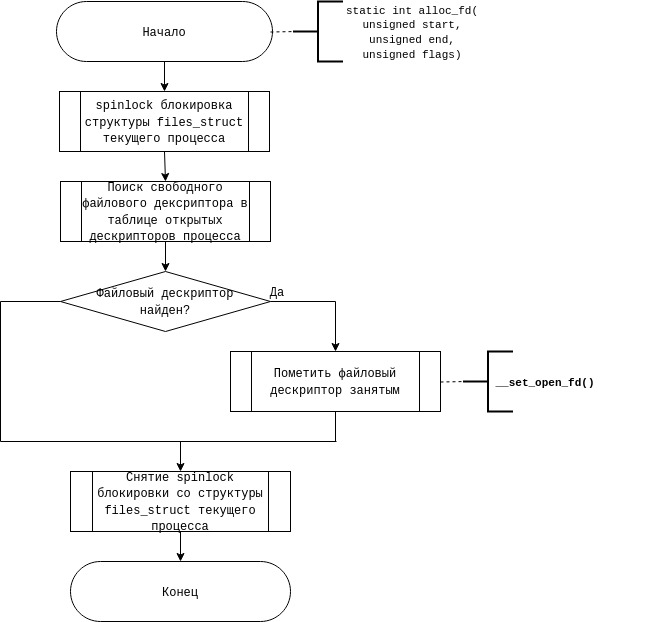 Начало
static int alloc_fd(
unsigned start,
unsigned end,
unsigned flags)
spinlock блокировка
структуры files_struct
текущего процесса
Поиск свободного
файлового дексриптора в
таблице открытых
дескрипторов процесса
Файловый дескриптор
найден?
Да
Пометить файловый
дескриптор занятым
__set_open_fd()
Снятие spinlock
блокировки со структуры
files_struct текущего
процесса
Конец